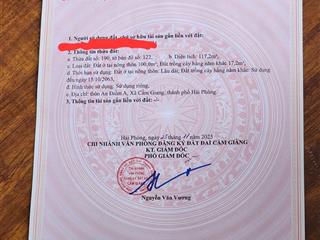 1. Người sử dụng đất, chủ sở hữu tài sản gắn liền với đất:
2. Thông tin thửa đất:
a. Thửa đất số: 190, tờ bản đồ số: 122, b. Diện tích: 117,2m²,
c. Loại đất: Đất ở tại nông thôn 100,0m²; Đất trồng cây hằng năm khác 17,2m²,
d. Thời hạn sử dụng: Đất ở tại nông thôn: Lâu dài; Đất trồng cây hằng năm khác: Sử dụng
đến ngày 15/10/2063,
đ. Hình thức sử dụng: Sử dụng riêng,
e. Địa chỉ: thôn An Điềm A, Xã Cẩm Giang, thành phố Hải Phòng.
3. Thông tin tài sản gắn liền với đất: -/-.
Hải Phòng, ngày 25 tháng 11 năm 2025
CHI NHÁNH VĂN PHÒNG ĐĂNG KÝ ĐẤT ĐAI CẨM GIÀNG
KT. GIÁM ĐỐC
PHÓ GIÁM ĐỐC
Nguyễn Văn Vương